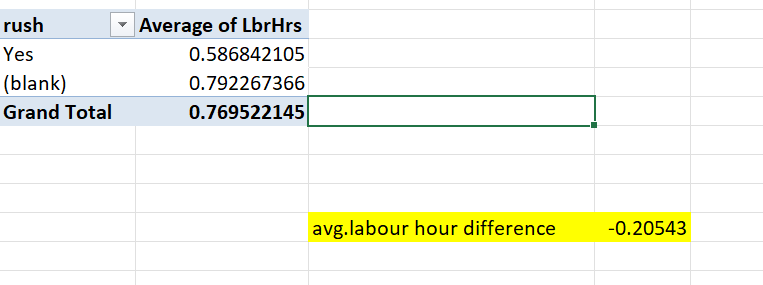 rush Average of LbrHrs
Yes 0.586842105
(blank) 0.792267366
Grand Total 0.769522145
avg.labour hour difference -0.20543